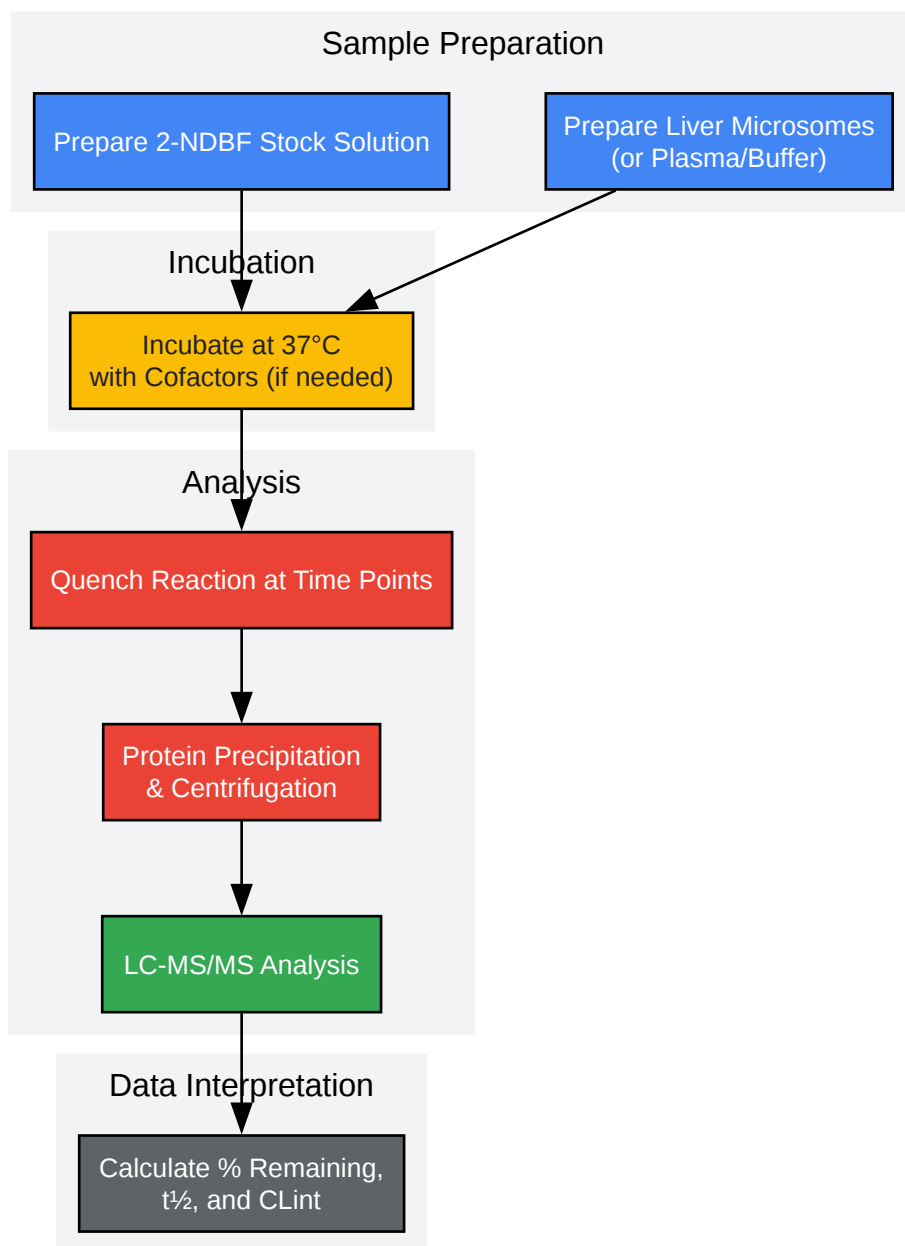 Sample Preparation
Prepare 2-NDBF Stock Solution
Prepare Liver Microsomes
(or Plasma/Buffer)
Incubation
Incubate at 37°C
with Cofactors (if needed)
Analysis
Quench Reaction at Time Points
Protein Precipitation
& Centrifugation
LC-MS/MS Analysis
Data Interpretation
Calculate % Remaining,
t½, and CLint